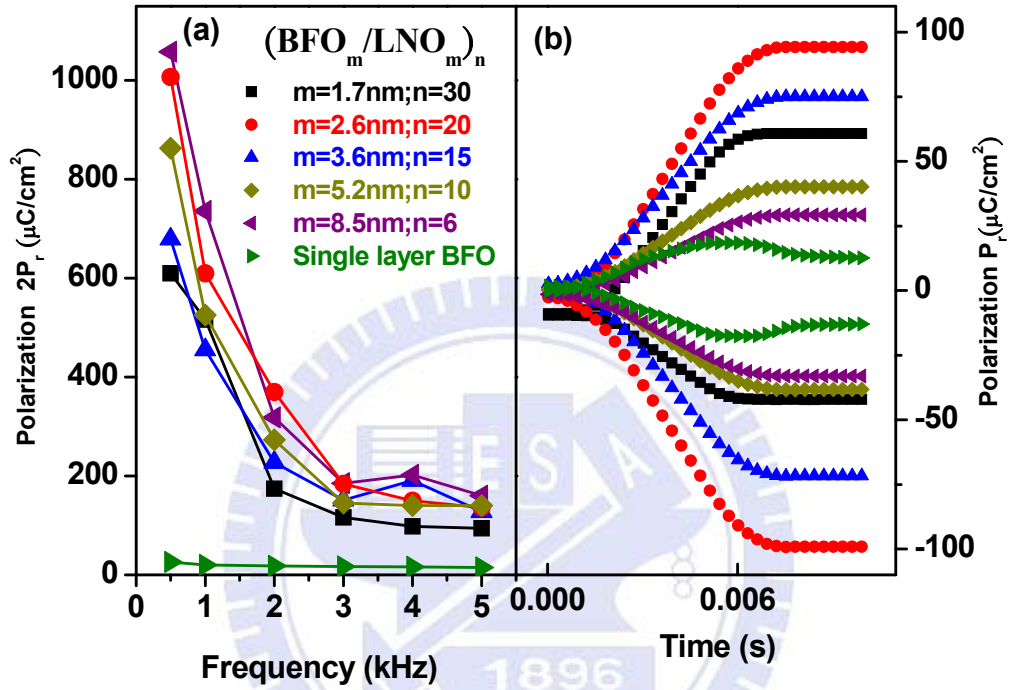 (a)
(BFOm/LNOm)n
m=1.7nm;n=30
m=2.6nm;n=20
m=3.6nm;n=15
m=5.2nm;n=10
m=8.5nm;n=6
Single layer BFO
Polarization 2Pr (μC/cm²)
1000
800
600
400
200
0
0 1 2 3 4 5
Frequency (kHz)
(b)
100
50
0
-50
-100
Polarization Pr(μC/cm²)
0.000 0.006
Time (s)
E S A
1896